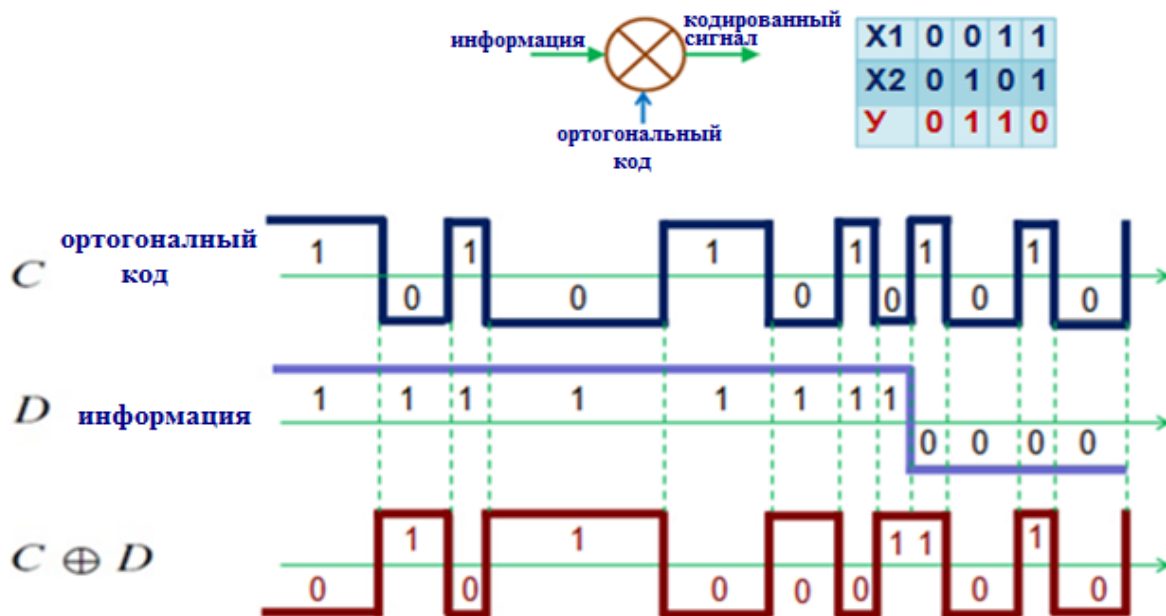 информация
кодированный
сигнал
ортогональный
код
X1 0 0 1 1
X2 0 1 0 1
У 0 1 1 0
ортогоналный
код
C
1 0 1 0 1 0 1 0 1 0 1 0
D информация
1 1 1 1 1 1 1 1 0 0 0 0
C ⊕ D
0 1 0 1 0 0 0 1 1 0 1 0